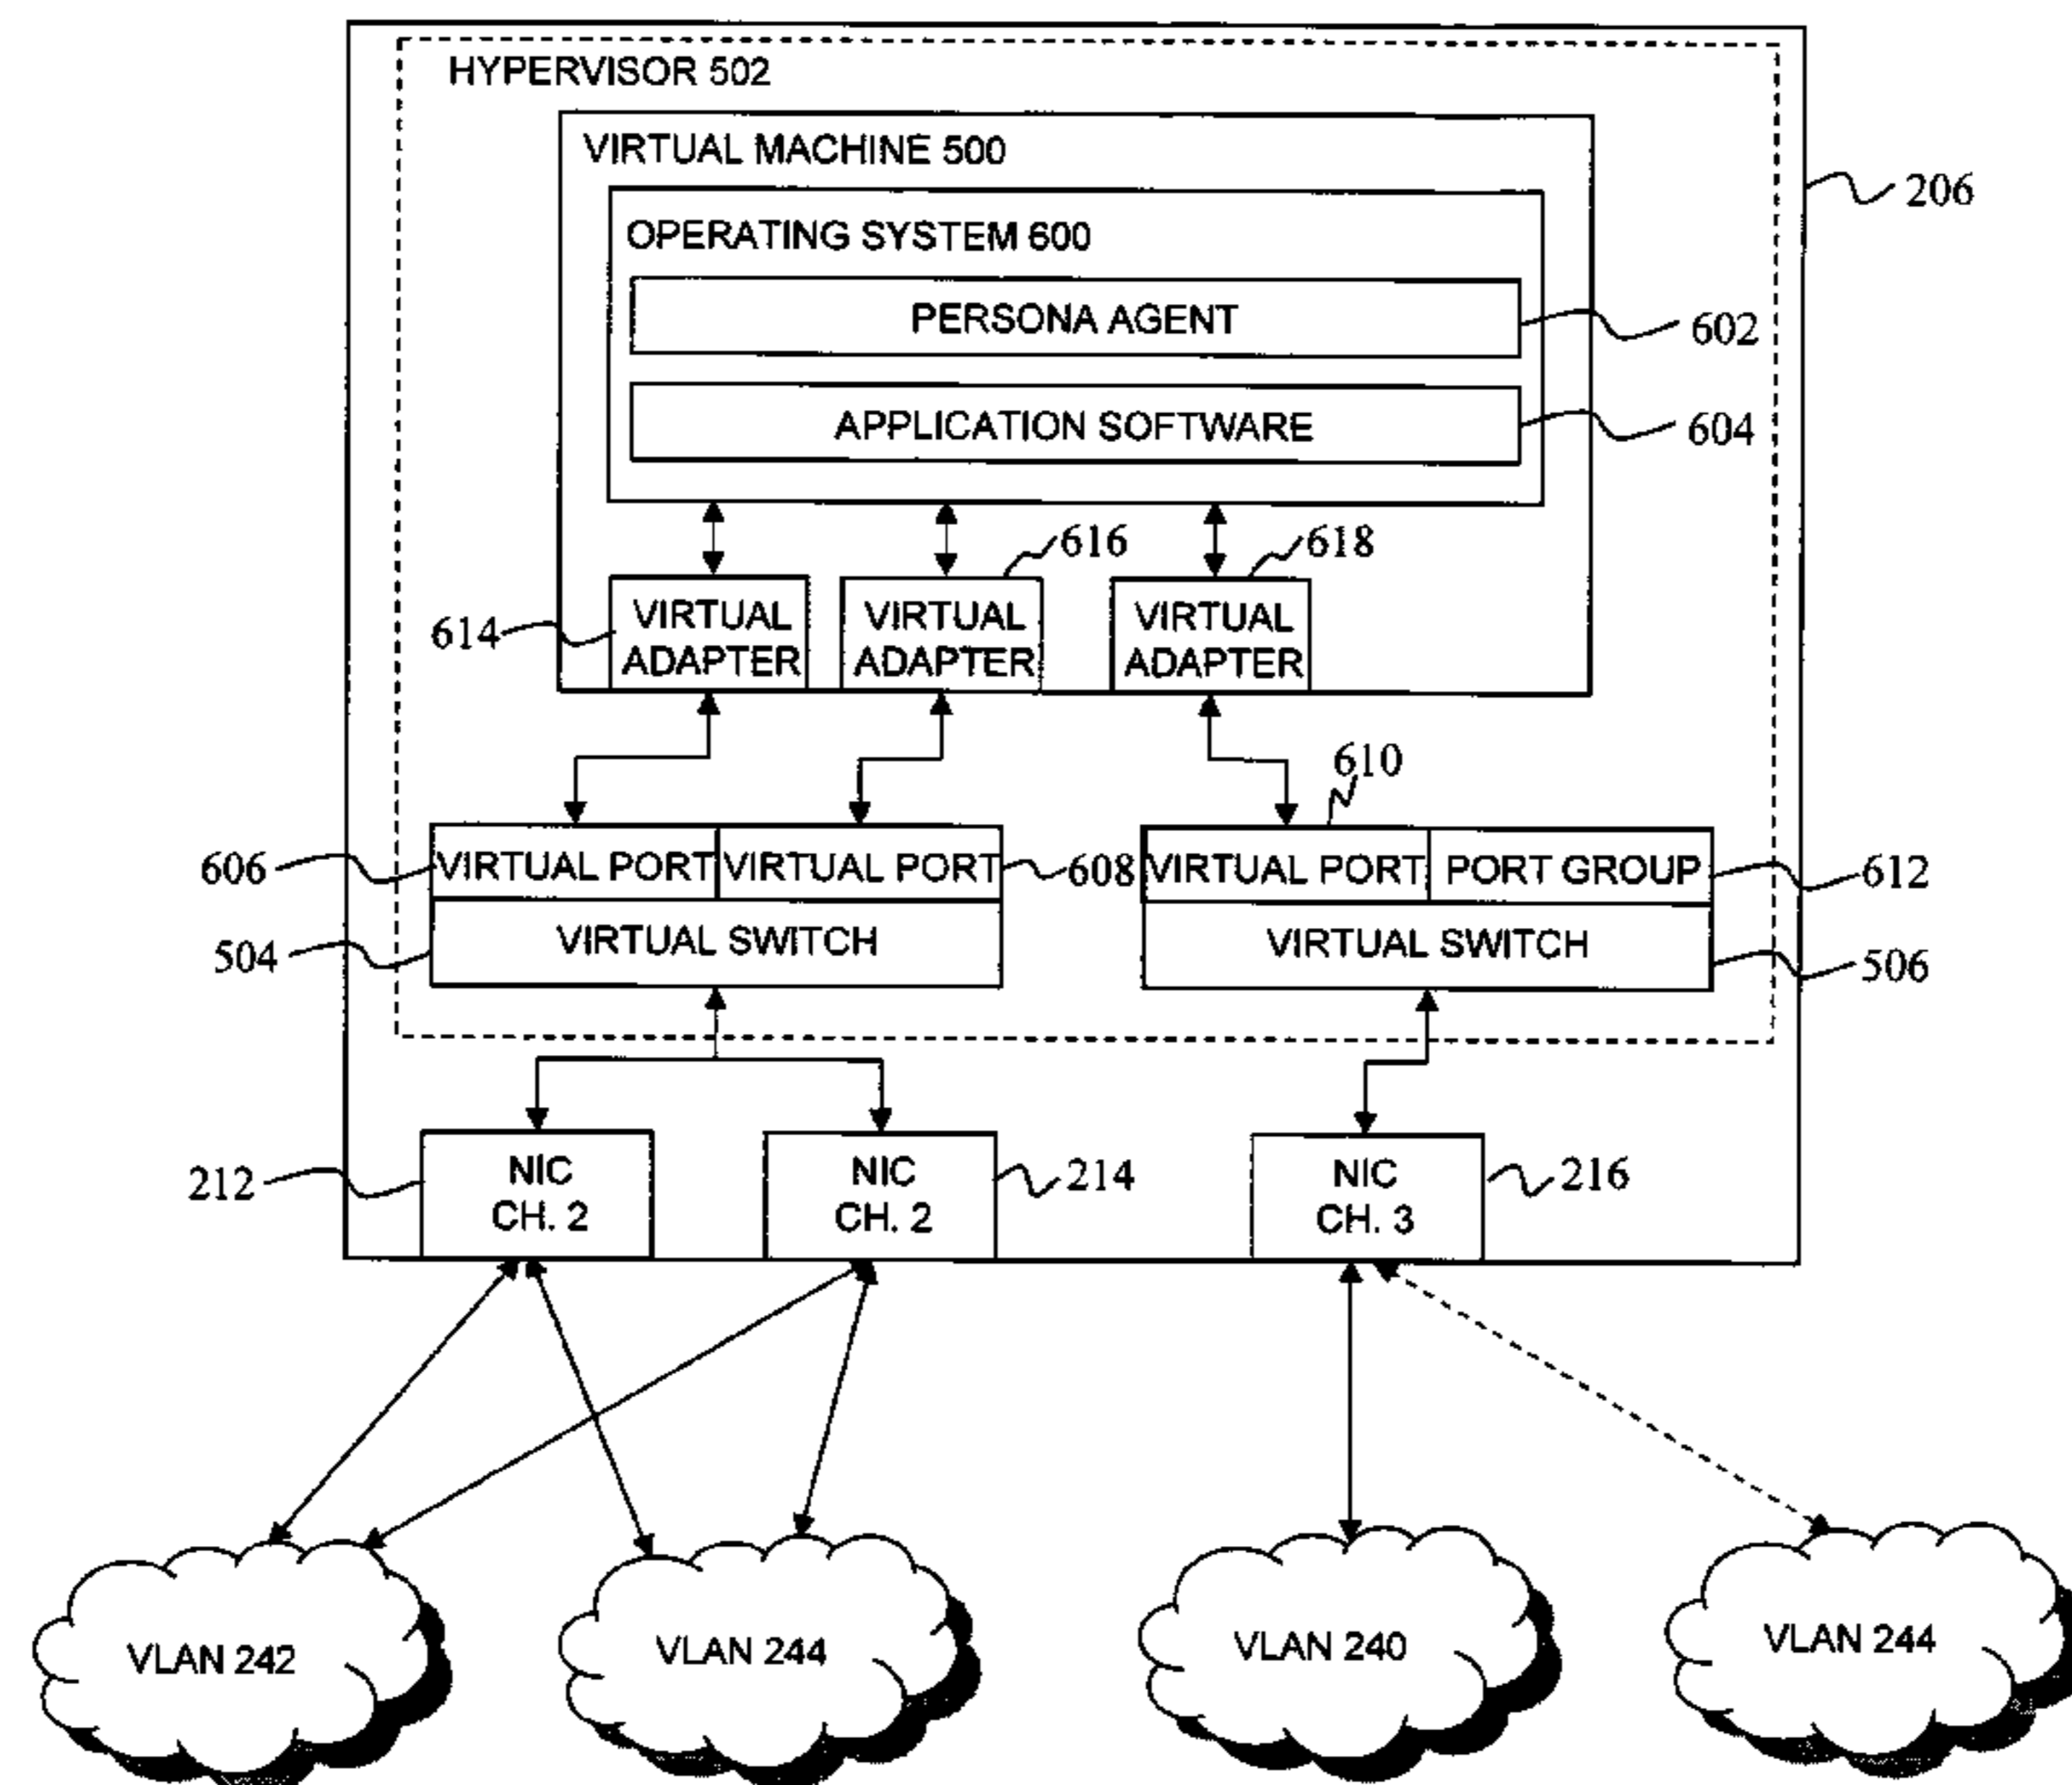 HYPERVISOR 502
VIRTUAL MACHINE 500
206
OPERATING SYSTEM 600
PERSONA AGENT
602
APPLICATION SOFTWARE
604
616
618
614
VIRTUAL
ADAPTER
VIRTUAL
ADAPTER
VIRTUAL
ADAPTER
610
606
VIRTUAL PORT
VIRTUAL PORT
608
VIRTUAL PORT
PORT GROUP
612
504
VIRTUAL SWITCH
VIRTUAL SWITCH
506
212
NIC
CH. 2
NIC
CH. 2
214
NIC
CH. 3
216
VLAN 242
VLAN 244
VLAN 240
VLAN 244